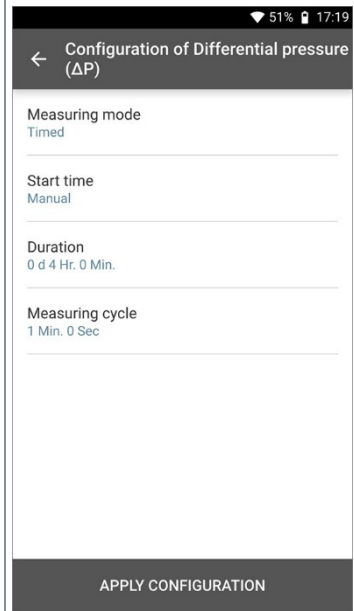 51% 17:19
Configuration of Differential pressure
(ΔP)
Measuring mode
Timed
Start time
Manual
Duration
0 d 4 Hr. 0 Min.
Measuring cycle
1 Min. 0 Sec
APPLY CONFIGURATION